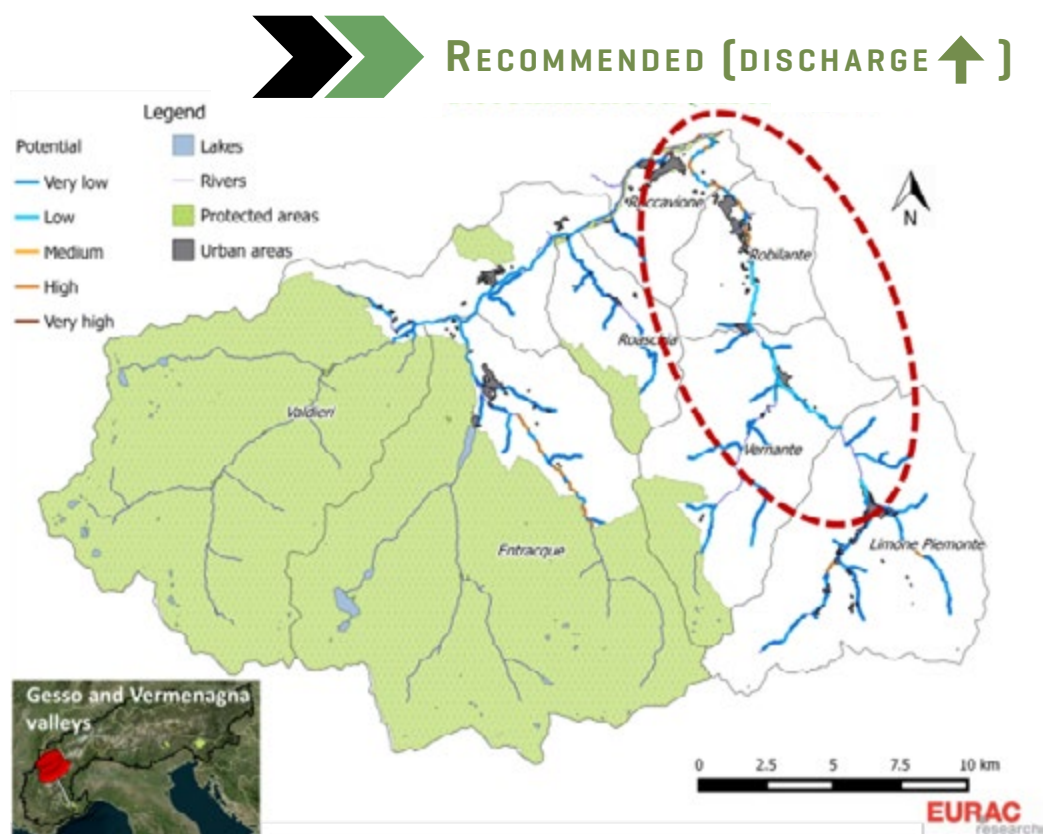 RECOMMENDED (DISCHARGE )
Legend
Potential
Very low
Low
Medium
High
Very high
Lakes
Rivers
Protected areas
Urban areas
N
Roccavione
Robilante
Roaschia
Valdieri
Vernante
Entracque
Limone Piemonte
Gesso and Vermenagna
valleys
0 2.5 5 7.5 10 km
EURAC
research